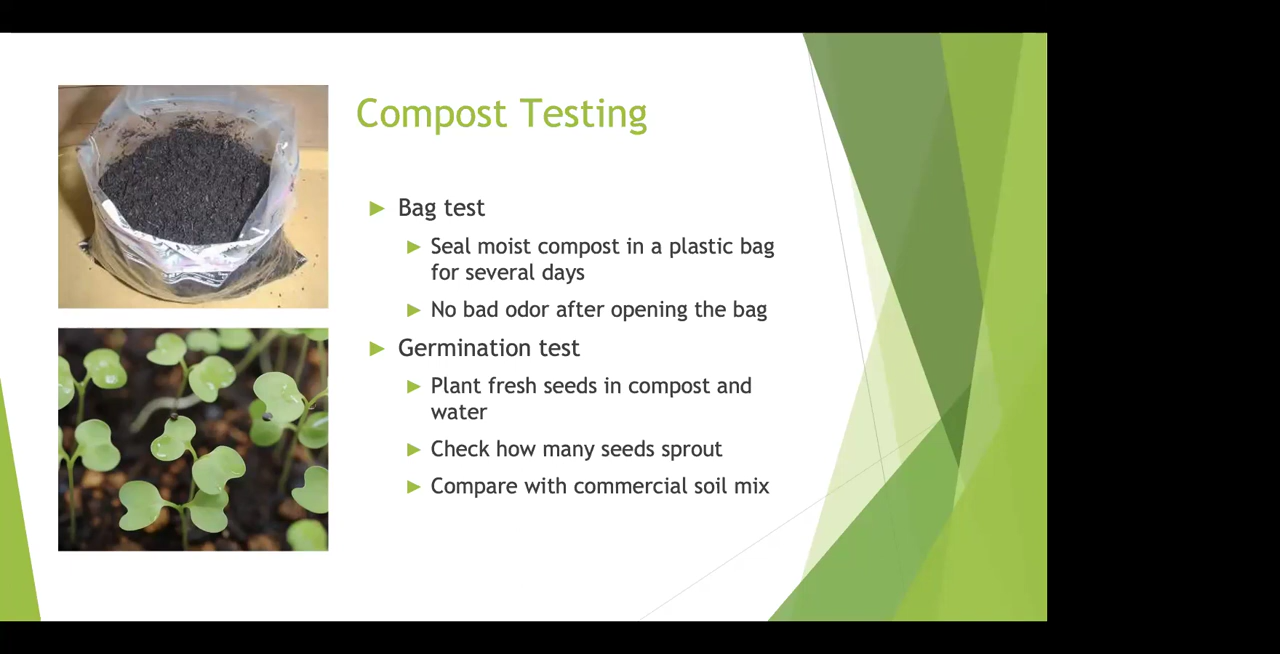 Compost Testing
Bag test
Seal moist compost in a plastic bag
for several days
No bad odor after opening the bag
Germination test
Plant fresh seeds in compost and
water
Check how many seeds sprout
Compare with commercial soil mix